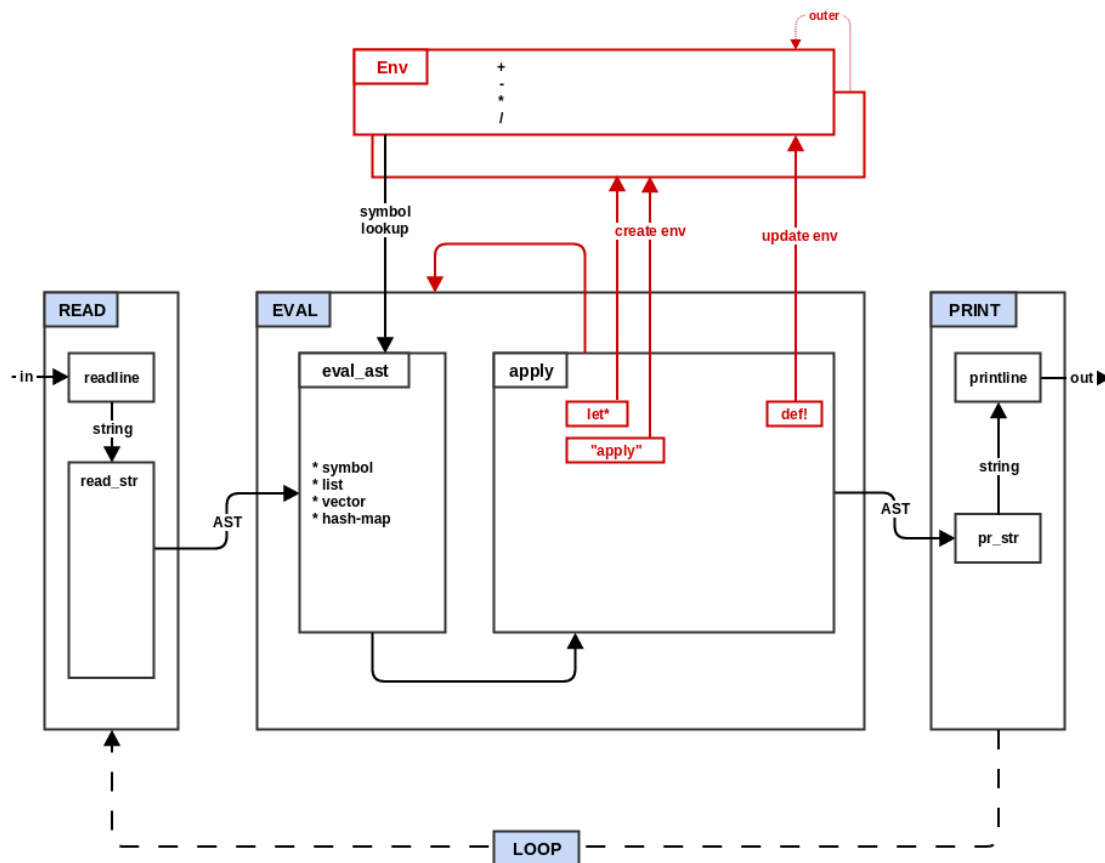 outer
Env
+
-
*
/
symbol
lookup
create env
update env
READ
EVAL
PRINT
in
readline
string
read_str
AST
eval_ast
* symbol
* list
* vector
* hash-map
apply
let*
"apply"
def!
AST
printline
out
string
pr_str
LOOP